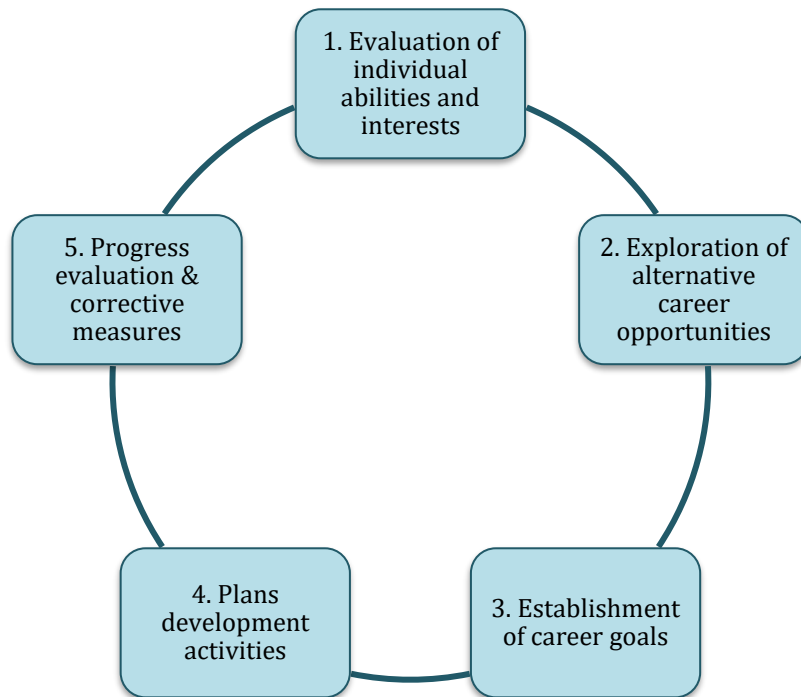 1. Evaluation of
individual
abilities and
interests
2. Exploration of
alternative
career
opportunities
3. Establishment
of career goals
4. Plans
development
activities
5. Progress
evaluation &
corrective
measures